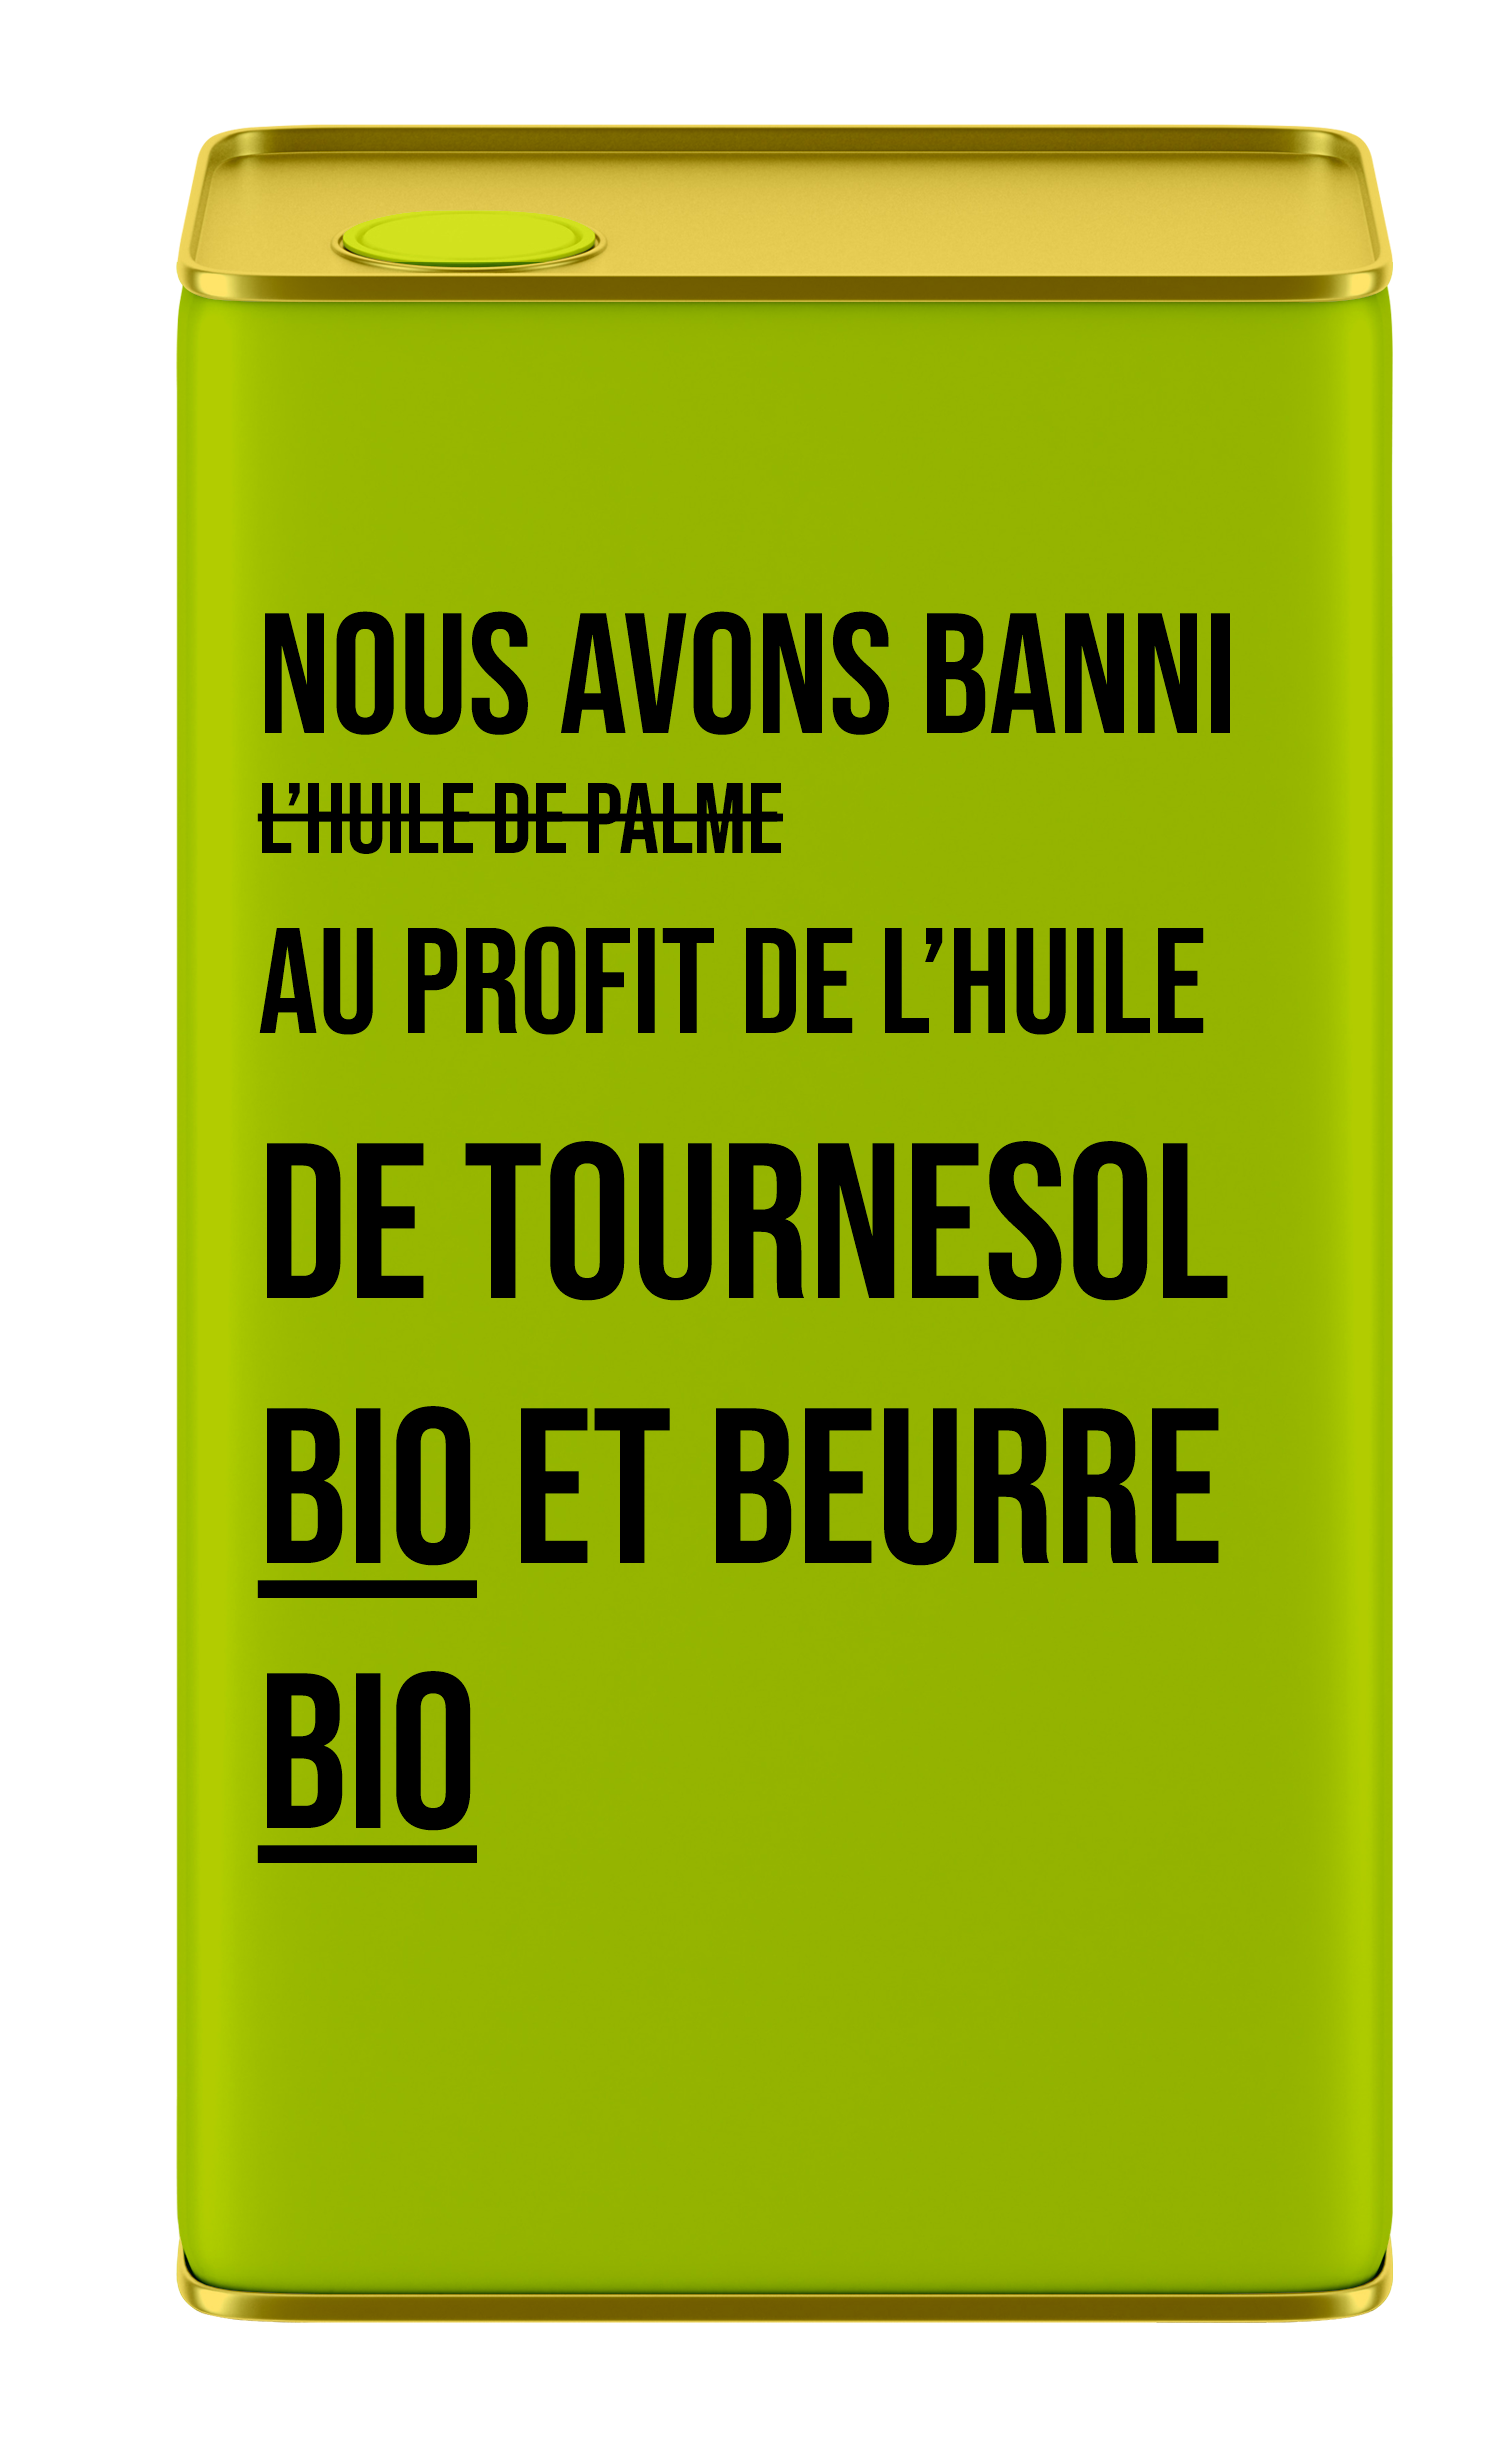 NOUS AVONS BANNI
L’HUILE DE PALME
AU PROFIT DE L’HUILE
DE TOURNESOL
BIO ET BEURRE
BIO